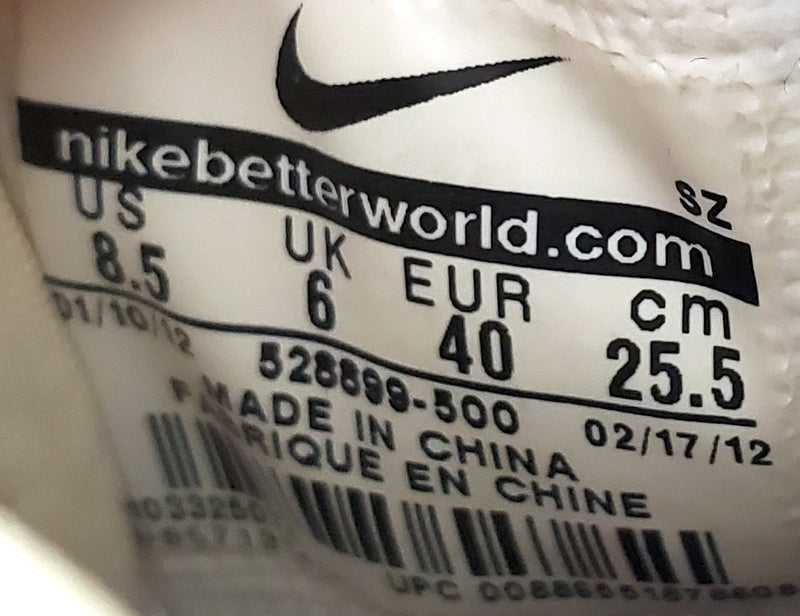 nikebetterworld.com
SZ
US UK EUR cm
8.5 6 40 25.5
01/10/12 528899-500 02/17/12
MADE IN CHINA
FABRIQUE EN CHINE
UPC